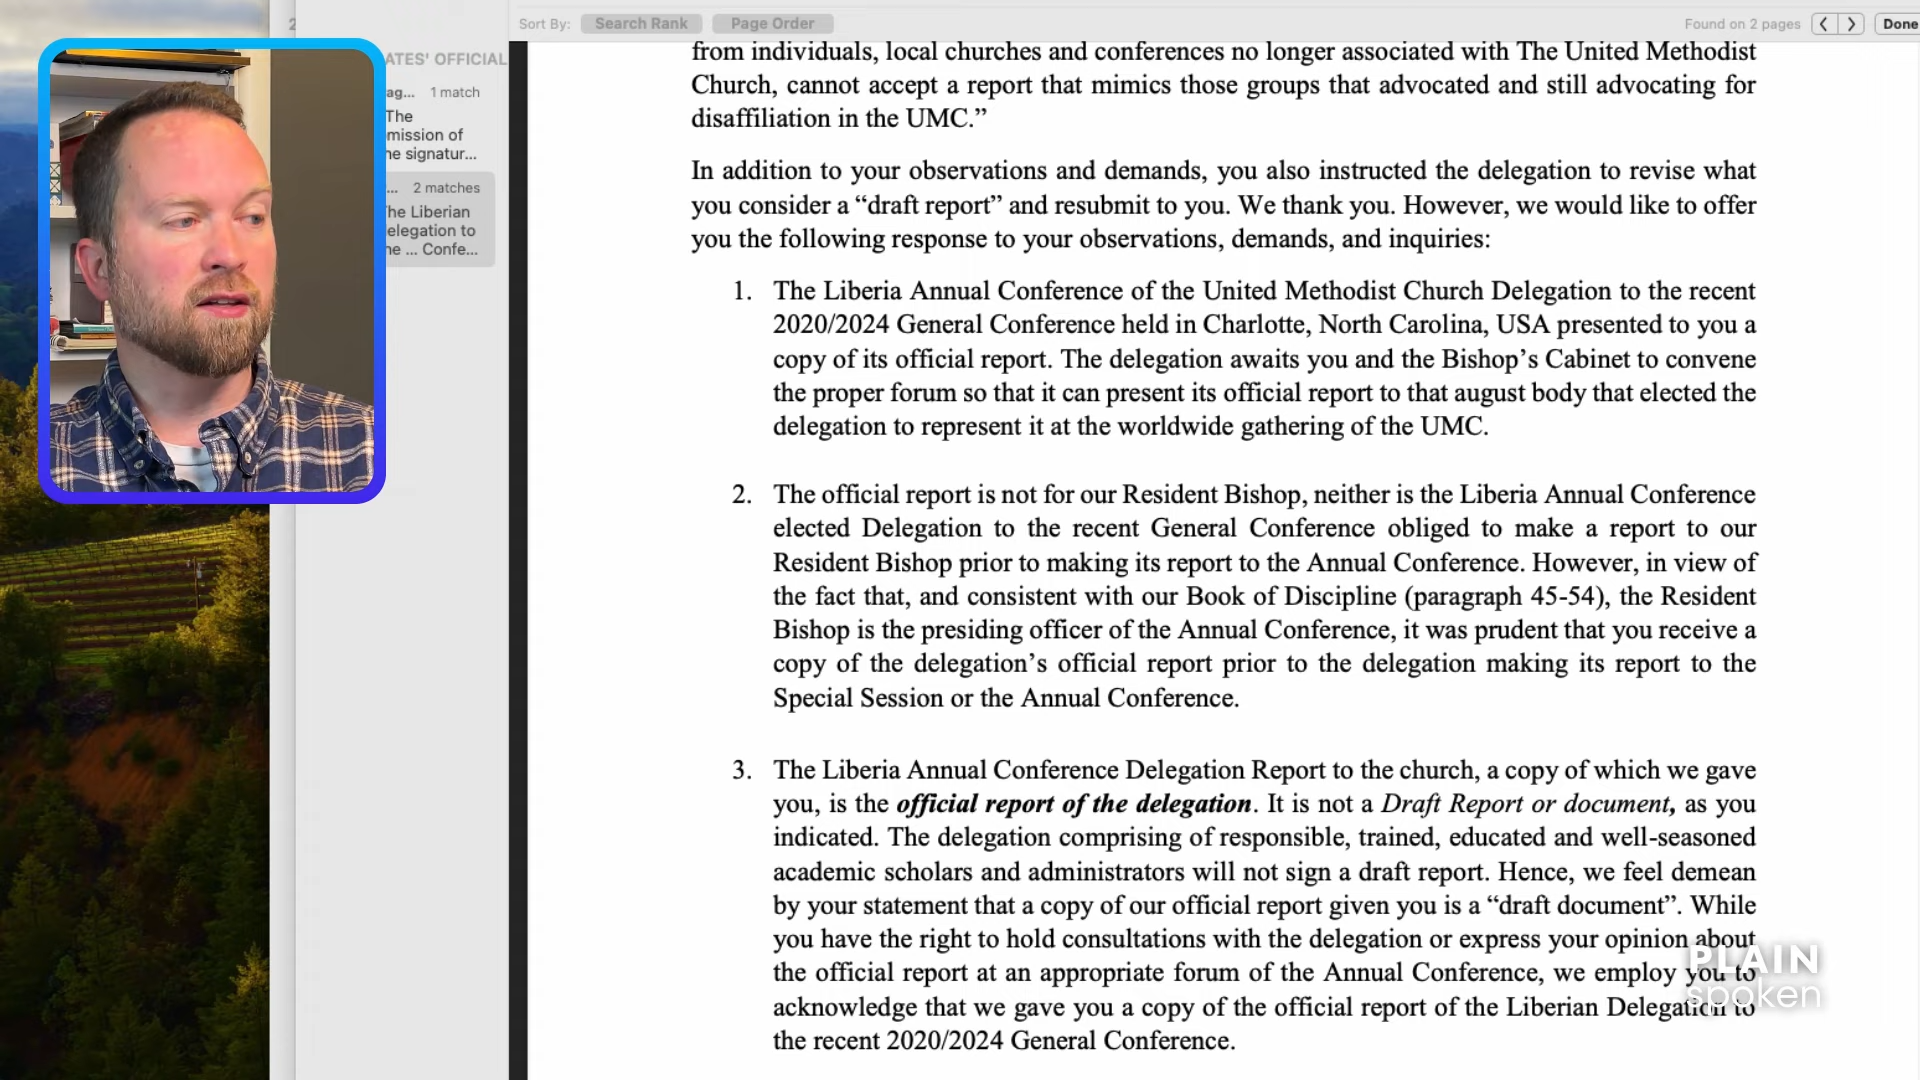 Sort By:
Search Rank
Page Order
Found on 2 pages
Done
2
ATES' OFFICIAL
ag... 1 match
The
mission of
he signatur...
... 2 matches
he Liberian
elegation to
he ... Confe...
from individuals, local churches and conferences no longer associated with The United Methodist
Church, cannot accept a report that mimics those groups that advocated and still advocating for
disaffiliation in the UMC.”
In addition to your observations and demands, you also instructed the delegation to revise what
you consider a “draft report” and resubmit to you. We thank you. However, we would like to offer
you the following response to your observations, demands, and inquiries:
1. The Liberia Annual Conference of the United Methodist Church Delegation to the recent
2020/2024 General Conference held in Charlotte, North Carolina, USA presented to you a
copy of its official report. The delegation awaits you and the Bishop’s Cabinet to convene
the proper forum so that it can present its official report to that august body that elected the
delegation to represent it at the worldwide gathering of the UMC.
2. The official report is not for our Resident Bishop, neither is the Liberia Annual Conference
elected Delegation to the recent General Conference obliged to make a report to our
Resident Bishop prior to making its report to the Annual Conference. However, in view of
the fact that, and consistent with our Book of Discipline (paragraph 45-54), the Resident
Bishop is the presiding officer of the Annual Conference, it was prudent that you receive a
copy of the delegation’s official report prior to the delegation making its report to the
Special Session or the Annual Conference.
3. The Liberia Annual Conference Delegation Report to the church, a copy of which we gave
you, is the official report of the delegation. It is not a Draft Report or document, as you
indicated. The delegation comprising of responsible, trained, educated and well-seasoned
academic scholars and administrators will not sign a draft report. Hence, we feel demean
by your statement that a copy of our official report given you is a “draft document”. While
you have the right to hold consultations with the delegation or express your opinion about
the official report at an appropriate forum of the Annual Conference, we employ you to
acknowledge that we gave you a copy of the official report of the Liberian Delegation to
the recent 2020/2024 General Conference.
PLAIN
spoken